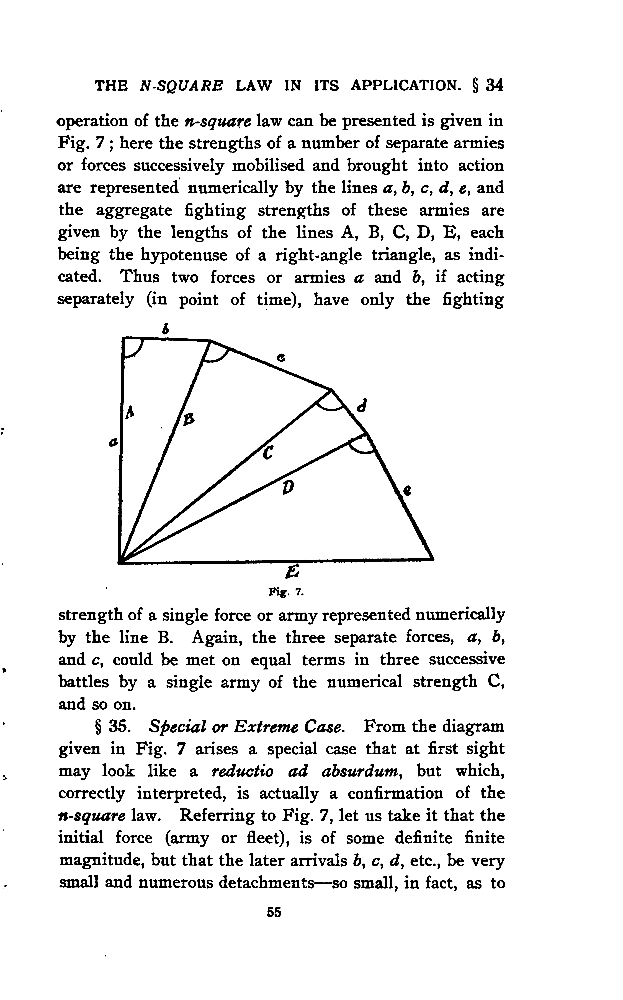 THE N-SQUARE LAW IN ITS APPLICATION. § 34
operation of the n-square law can be presented is given in
Fig. 7 ; here the strengths of a number of separate armies
or forces successively mobilised and brought into action
are represented numerically by the lines a, b, c, d, e, and
the aggregate fighting strengths of these armies are
given by the lengths of the lines A, B, C, D, E, each
being the hypotenuse of a right-angle triangle, as indi-
cated. Thus two forces or armies a and b, if acting
separately (in point of time), have only the fighting
b
c
d
A
B
a
C
D
e
E
Fig. 7.
strength of a single force or army represented numerically
by the line B. Again, the three separate forces, a, b,
and c, could be met on equal terms in three successive
battles by a single army of the numerical strength C,
and so on.
§ 35. Special or Extreme Case. From the diagram
given in Fig. 7 arises a special case that at first sight
may look like a reductio ad absurdum, but which,
correctly interpreted, is actually a confirmation of the
n-square law. Referring to Fig. 7, let us take it that the
initial force (army or fleet), is of some definite finite
magnitude, but that the later arrivals b, c, d, etc., be very
small and numerous detachments—so small, in fact, as to
55